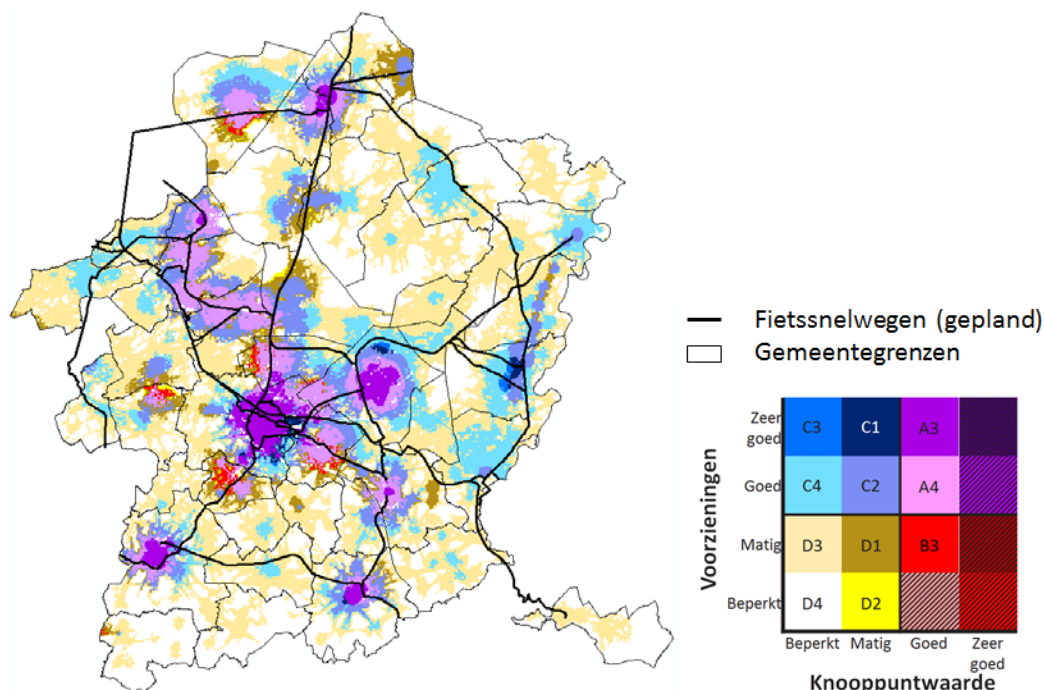 Fietssnelwegen (gepland)
Gemeentegrenzen
Voorzieningen
Zeer goed
C3 C1 A3
Goed
C4 C2 A4
Matig
D3 D1 B3
Beperkt
D4 D2
Beperkt Matig Goed Zeer goed
Knooppuntwaarde